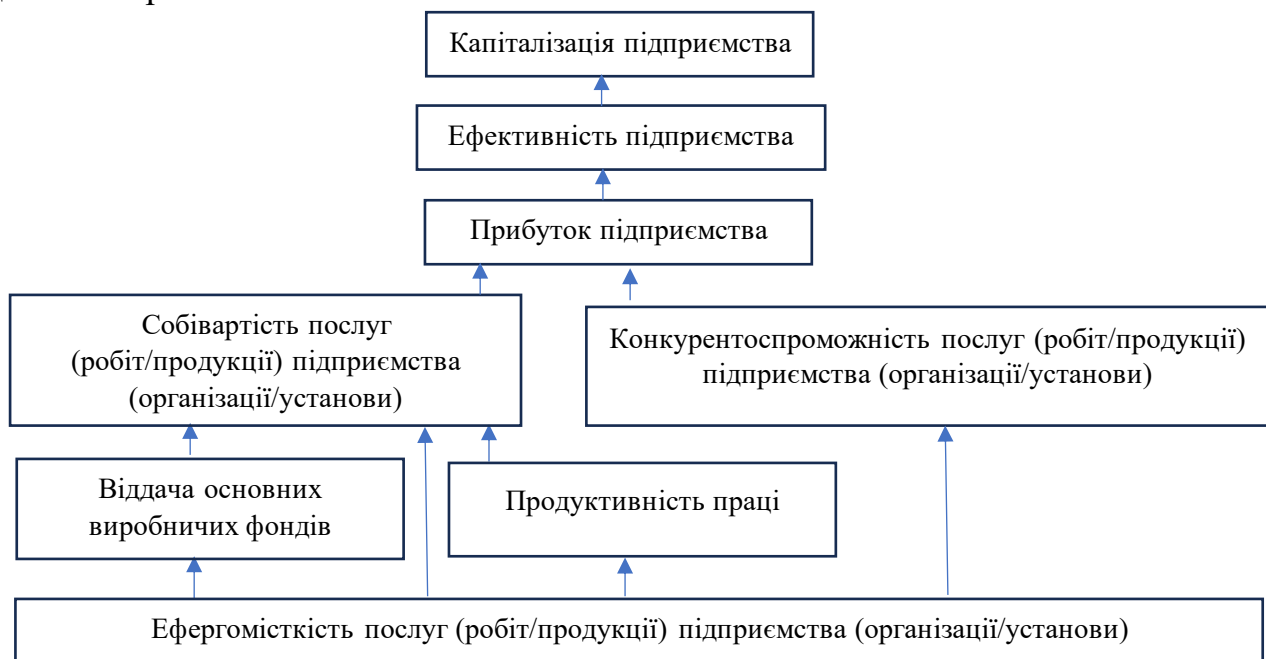 Капіталізація підприємства
Ефективність підприємства
Прибуток підприємства
Собівартість послуг
(робіт/продукції) підприємства
(організації/установи)
Конкурентоспроможність послуг (робіт/продукції)
підприємства (організації/установи)
Віддача основних
виробничих фондів
Продуктивність праці
Ефергомісткість послуг (робіт/продукції) підприємства (організації/установи)